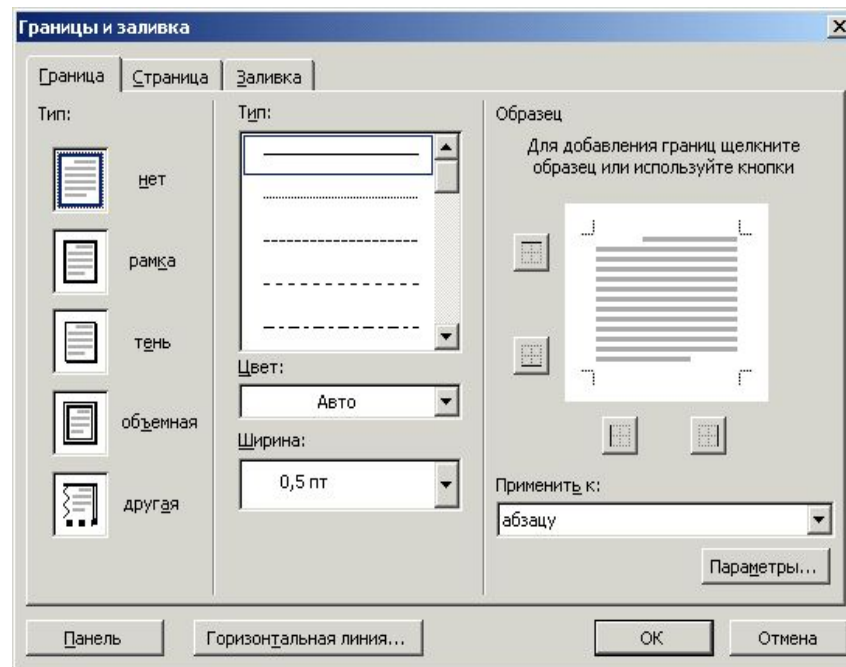 Границы и заливка
Граница
Страница
Заливка
Тип:
нет
рамка
тень
объемная
другая
Тип:
Цвет:
Авто
Ширина:
0,5 пт
Образец
Для добавления границ щелкните
образец или используйте кнопки
Применить к:
абзацу
Параметры...
Панель
Горизонтальная линия...
ОК
Отмена